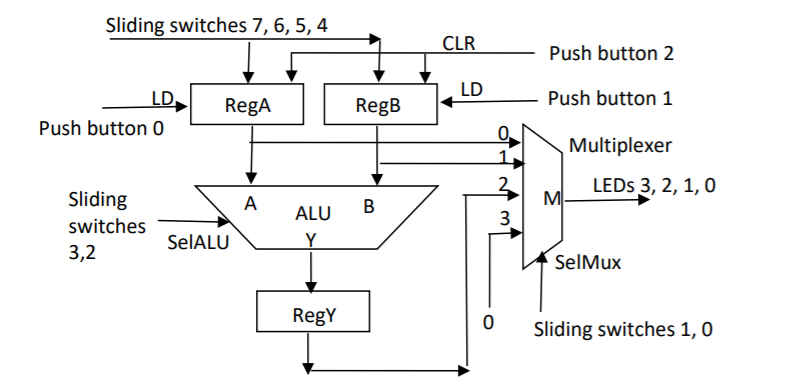 Sliding switches 7, 6, 5, 4
CLR
Push button 2
LD
RegA
RegB
LD
Push button 1
Push button 0
0
Multiplexer
1
2
LEDs 3, 2, 1, 0
Sliding
switches
3,2
A
ALU
B
M
3
SelALU
Y
SelMux
RegY
0
Sliding switches 1, 0